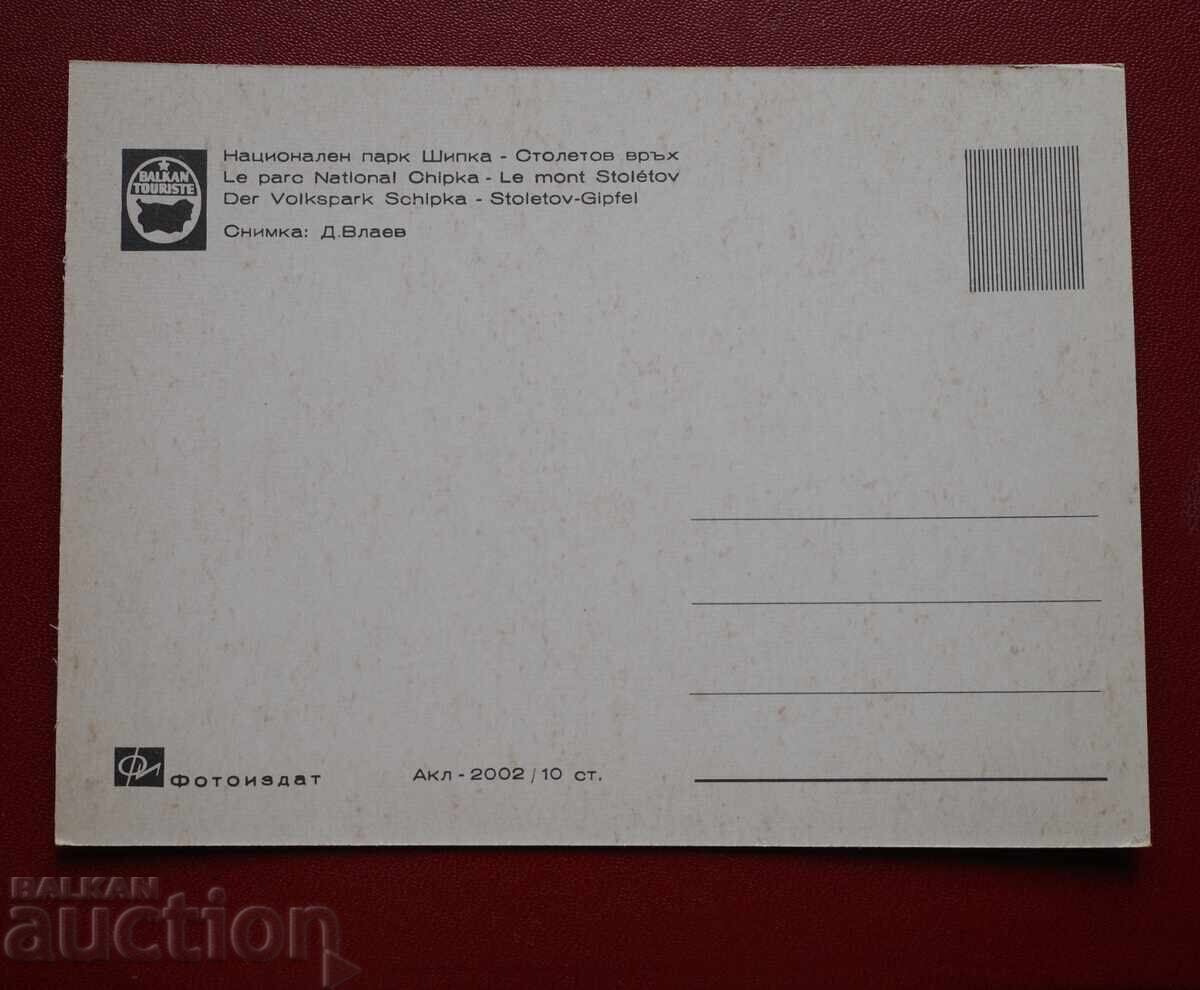 BALKAN
TOURISTE
Национален парк Шипка - Столетов връх
Le parc National Chipka - Le mont Stolétov
Der Volkspark Schipka - Stoletov-Gipfel
Снимка: Д.Влаев
ФИ Фотоиздат
Акл - 2002 / 10 ст.
BALKAN
auction